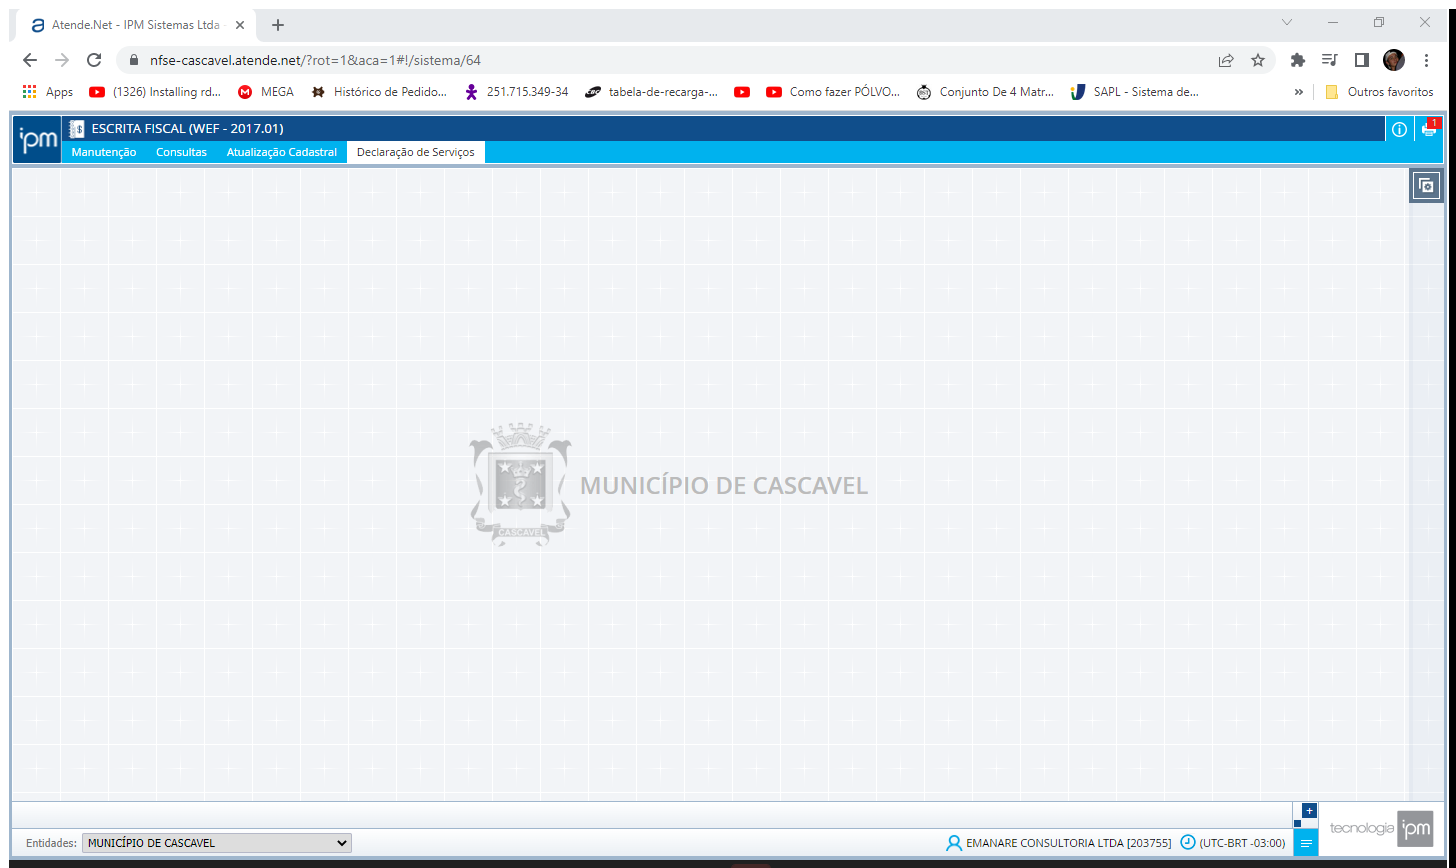 Atende.Net - IPM Sistemas Ltda
nfse-cascavel.atende.net/?rot=1&aca=1#!/sistema/64
Apps (1326) Installing rd... MEGA Histórico de Pedido... 251.715.349-34 tabela-de-recarga-... Como fazer PÓLVO... Conjunto De 4 Matr... SAPL - Sistema de... » Outros favoritos
ipm ESCRITA FISCAL (WEF - 2017.01) 1
Manutenção Consultas Atualização Cadastral Declaração de Serviços
MUNICÍPIO DE CASCAVEL
CASCAVEL
tecnologia ipm
Entidades: MUNICÍPIO DE CASCAVEL EMANARE CONSULTORIA LTDA [203755] (UTC-BRT -03:00)